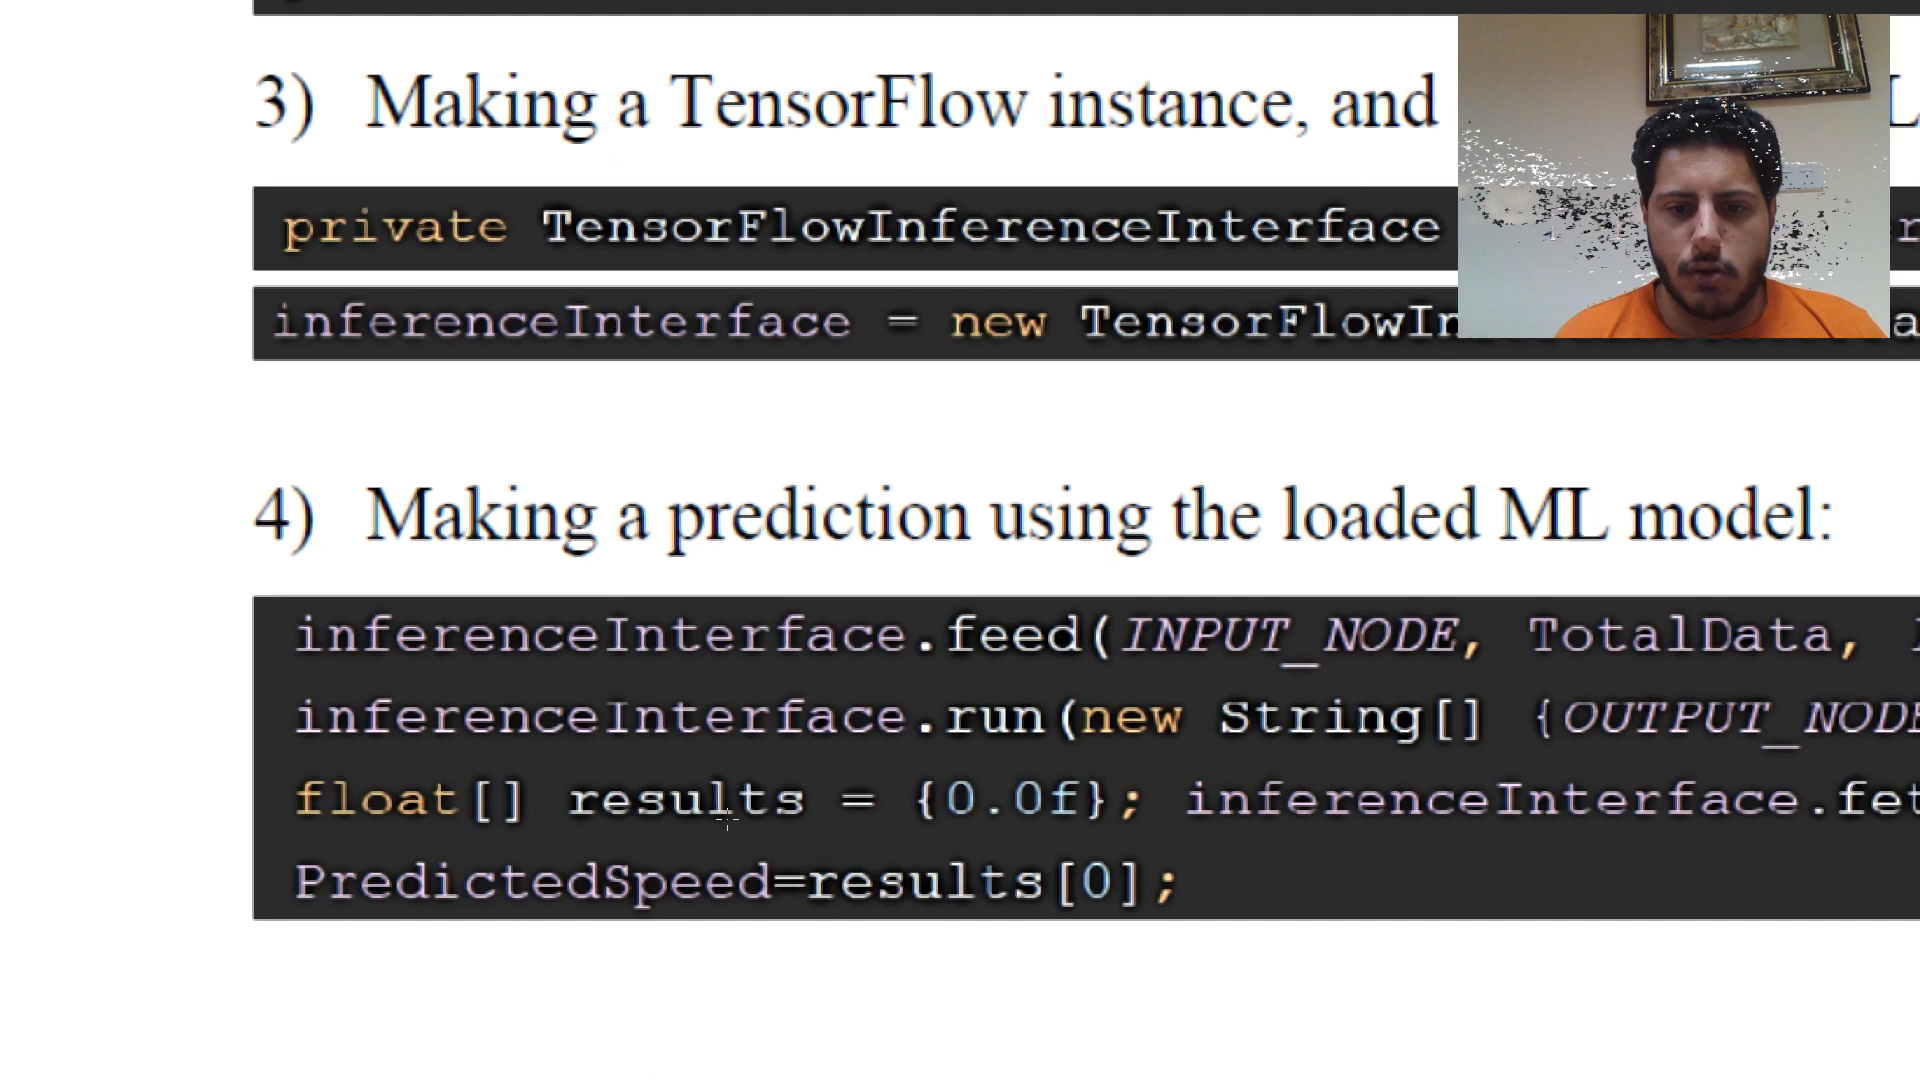 3) Making a TensorFlow instance, and
private TensorFlowInferenceInterface
inferenceInterface = new TensorFlowIn
4) Making a prediction using the loaded ML model:
inferenceInterface.feed(INPUT_NODE, TotalData,
inferenceInterface.run(new String[] {OUTPUT_NODE
float[] results = {0.0f}; inferenceInterface.fet
PredictedSpeed=results[0];